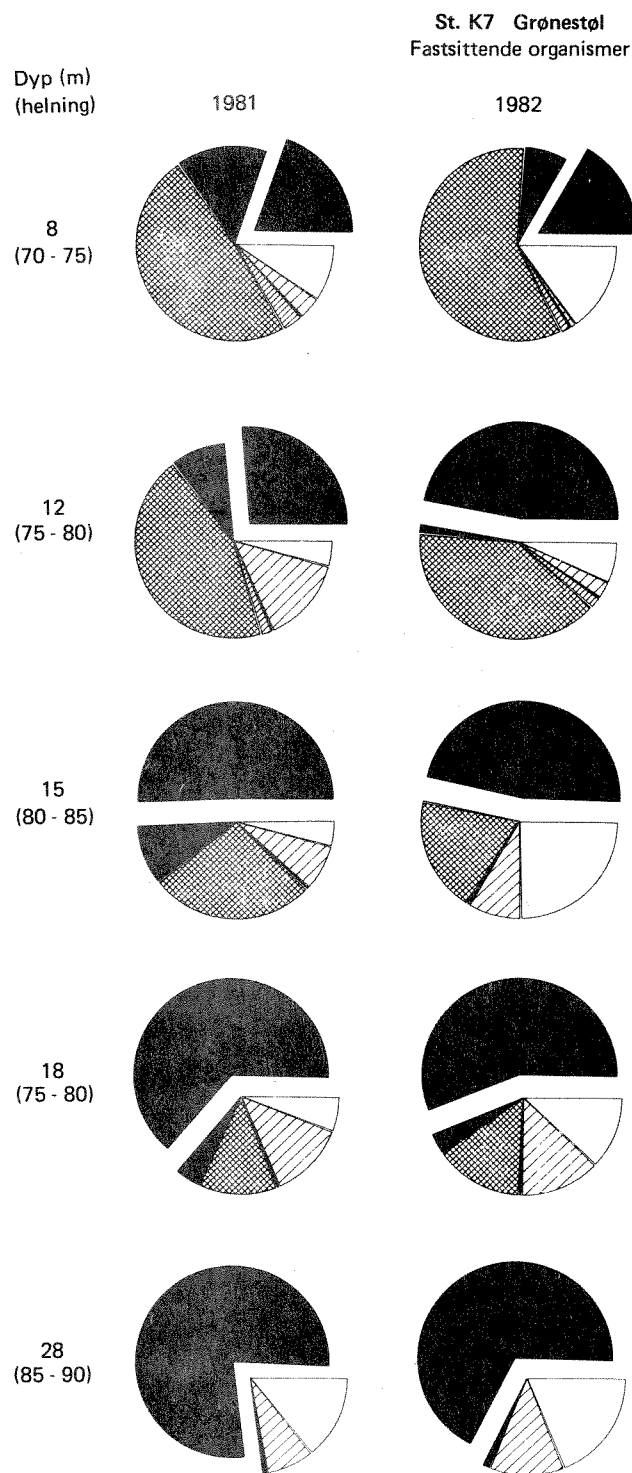 St. K7 Grønestøl
Fastsittende organismer
Dyp (m)
(helning)
1981
1982
8
(70 - 75)
12
(75 - 80)
15
(80 - 85)
18
(75 - 80)
28
(85 - 90)